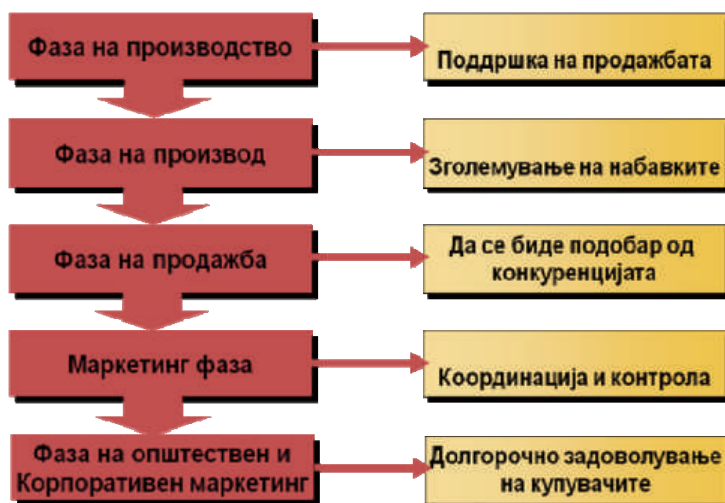 Фаза на производство
Поддршка на продажбата
Фаза на производ
Зголемување на набавките
Фаза на продажба
Да се биде подобар од
конкуренцијата
Маркетинг фаза
Координација и контрола
Фаза на општествен и
Корпоративен маркетинг
Долгорочно задоволување
на купувачите